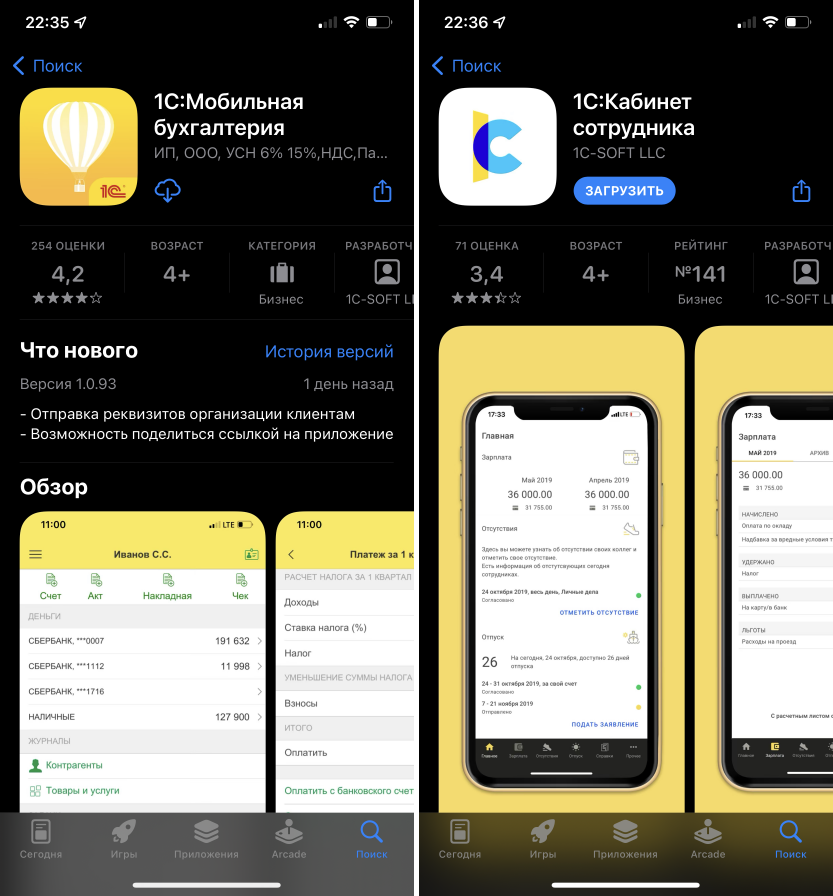 22:35
Поиск
1С:Мобильная
бухгалтерия
ИП, ООО, УСН 6% 15%,НДС,Па...
1С
254 ОЦЕНКИ
ВОЗРАСТ
КАТЕГОРИЯ
РАЗРАБОТЧ
4,2
4+
Бизнес
1C-SOFT LL
Что нового
История версий
Версия 1.0.93
1 день назад
- Отправка реквизитов организации клиентам
- Возможность поделиться ссылкой на приложение
Обзор
11:00
LTE
Иванов С.С.
Счет
Акт
Накладная
Чек
ДЕНЬГИ
СБЕРБАНК, ***0007
191 632
СБЕРБАНК, ***1112
11 998
СБЕРБАНК, ***1716
НАЛИЧНЫЕ
127 900
ЖУРНАЛЫ
Контрагенты
Товары и услуги
11:00
Платеж за 1 к
РАСЧЕТ НАЛОГА ЗА 1 КВАРТАЛ
Доходы
Ставка налога (%)
Налог
УМЕНЬШЕНИЕ СУММЫ НАЛОГА
Взносы
ИТОГО
Оплатить
Оплатить с банковского счет
Сегодня
Игры
Приложения
Arcade
Поиск
22:36
Поиск
1С:Кабинет
сотрудника
1C-SOFT LLC
ЗАГРУЗИТЬ
71 ОЦЕНКА
ВОЗРАСТ
РЕЙТИНГ
РАЗРАБОТЧ
3,4
4+
№141
Бизнес
1C-SOFT LL
17:33
LTE
Главная
Зарплата
Май 2019
Апрель 2019
36 000.00
36 000.00
31 755.00
31 755.00
Отсутствия
Здесь вы можете узнать об отсутствии своих коллег и
отметить свое отсутствие.
Есть информация об отстутскующих сегодня
сотрудниках.
24 октября 2019, весь день, Личные дела
Согласовано
ОТМЕТИТЬ ОТСУТСТВИЕ
Отпуск
26
На сегодня, 24 октября, доступно 26 дней
отпуска
24 - 31 октября 2019, за свой счет
Согласовано
7 - 21 ноября 2019
Отправлено
ПОДАТЬ ЗАЯВЛЕНИЕ
Главная
Зарплата
Отсутствия
Отпуск
Справки
Прочее
17:33
Зарплата
МАЙ 2019
АРХИВ
36 000.00
31 755.00
НАЧИСЛЕНО
Оплата по окладу
Надбавка за вредные условия т
УДЕРЖАНО
Налог
ВЫПЛАЧЕНО
На карту/в банк
ЛЬГОТЫ
Расходы на проезд
С расчетным листом о
Главная
Зарплата
Отсутствия
Сегодня
Игры
Приложения
Arcade
Поиск